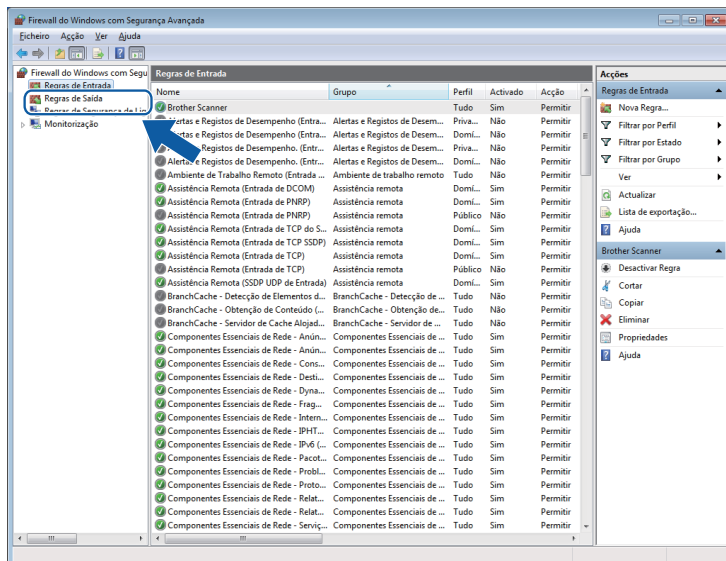 Firewall do Windows com Segurança Avançada
Ficheiro Acção Ver Ajuda
Firewall do Windows com Segu
Regras de Entrada
Regras de Saída
Regras de Segurança de Lig
Monitorização
Regras de Entrada
Nome Grupo Perfil Activado Acção
Brother Scanner Tudo Sim Permitir
Alertas e Registos de Desempenho (Entra... Alertas e Registos de Desem... Priva... Não Permitir
Alertas e Registos de Desempenho (Entra... Alertas e Registos de Desem... Domí... Não Permitir
e Registos de Desempenho. (Entr... Alertas e Registos de Desem... Priva... Não Permitir
Alertas e Registos de Desempenho. (Entr... Alertas e Registos de Desem... Domí... Não Permitir
Ambiente de Trabalho Remoto (Entrada ... Ambiente de trabalho remoto Tudo Não Permitir
Assistência Remota (Entrada de DCOM) Assistência remota Domí... Sim Permitir
Assistência Remota (Entrada de PNRP) Assistência remota Domí... Sim Permitir
Assistência Remota (Entrada de PNRP) Assistência remota Público Não Permitir
Assistência Remota (Entrada de TCP do S... Assistência remota Domí... Sim Permitir
Assistência Remota (Entrada de TCP SSDP) Assistência remota Domí... Sim Permitir
Assistência Remota (Entrada de TCP) Assistência remota Domí... Sim Permitir
Assistência Remota (Entrada de TCP) Assistência remota Público Não Permitir
Assistência Remota (SSDP UDP de Entrada) Assistência remota Domí... Sim Permitir
BranchCache - Detecção de Elementos d... BranchCache - Detecção de ... Tudo Não Permitir
BranchCache - Obtenção de Conteúdo (... BranchCache - Obtenção de... Tudo Não Permitir
BranchCache - Servidor de Cache Alojad... BranchCache - Servidor de ... Tudo Não Permitir
Componentes Essenciais de Rede - Anún... Componentes Essenciais de ... Tudo Sim Permitir
Componentes Essenciais de Rede - Anún... Componentes Essenciais de ... Tudo Sim Permitir
Componentes Essenciais de Rede - Cons... Componentes Essenciais de ... Tudo Sim Permitir
Componentes Essenciais de Rede - Desti... Componentes Essenciais de ... Tudo Sim Permitir
Componentes Essenciais de Rede - Dyna... Componentes Essenciais de ... Tudo Sim Permitir
Componentes Essenciais de Rede - Frag... Componentes Essenciais de ... Tudo Sim Permitir
Componentes Essenciais de Rede - Intern... Componentes Essenciais de ... Tudo Sim Permitir
Componentes Essenciais de Rede - IPHT... Componentes Essenciais de ... Tudo Sim Permitir
Componentes Essenciais de Rede - IPv6 (... Componentes Essenciais de ... Tudo Sim Permitir
Componentes Essenciais de Rede - Pacot... Componentes Essenciais de ... Tudo Sim Permitir
Componentes Essenciais de Rede - Probl... Componentes Essenciais de ... Tudo Sim Permitir
Componentes Essenciais de Rede - Proto... Componentes Essenciais de ... Tudo Sim Permitir
Componentes Essenciais de Rede - Relat... Componentes Essenciais de ... Tudo Sim Permitir
Componentes Essenciais de Rede - Relat... Componentes Essenciais de ... Tudo Sim Permitir
Componentes Essenciais de Rede - Serviç... Componentes Essenciais de ... Tudo Sim Permitir
Acções
Regras de Entrada
Nova Regra...
Filtrar por Perfil
Filtrar por Estado
Filtrar por Grupo
Ver
Actualizar
Lista de exportação...
Ajuda
Brother Scanner
Desactivar Regra
Cortar
Copiar
Eliminar
Propriedades
Ajuda